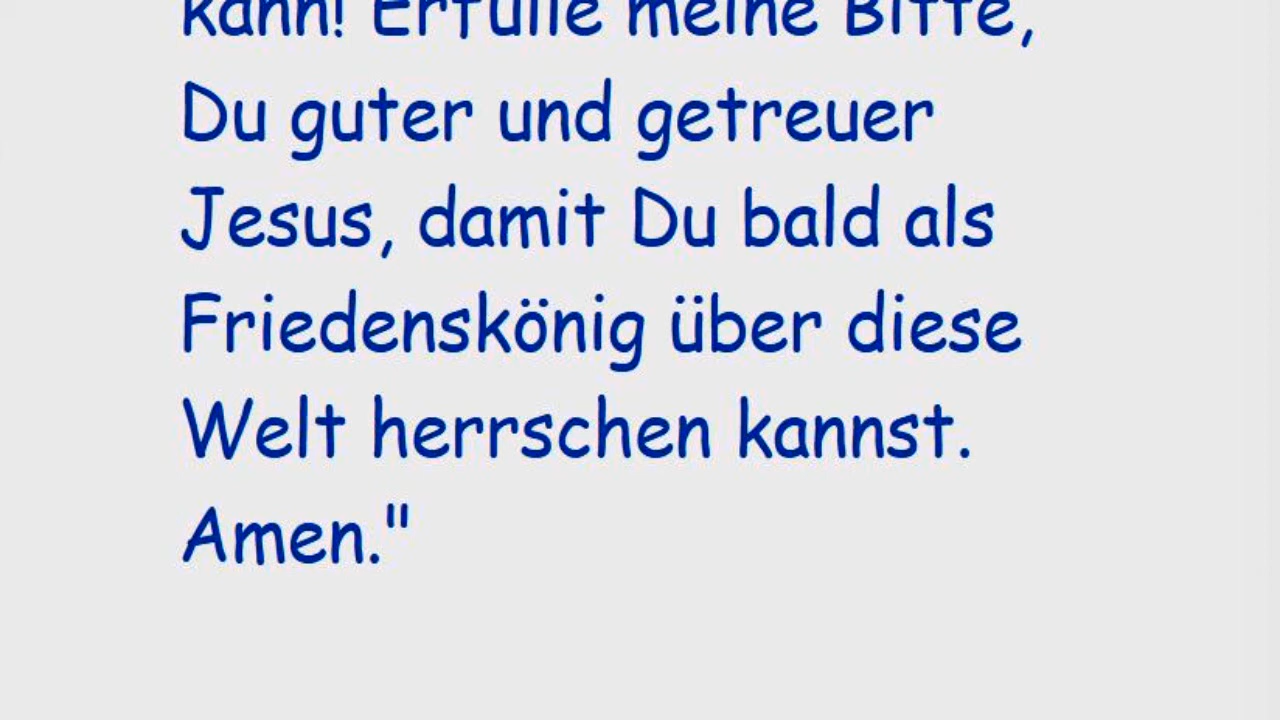 kann! Erfülle meine Bitte,
Du guter und getreuer
Jesus, damit Du bald als
Friedenskönig über diese
Welt herrschen kannst.
Amen."